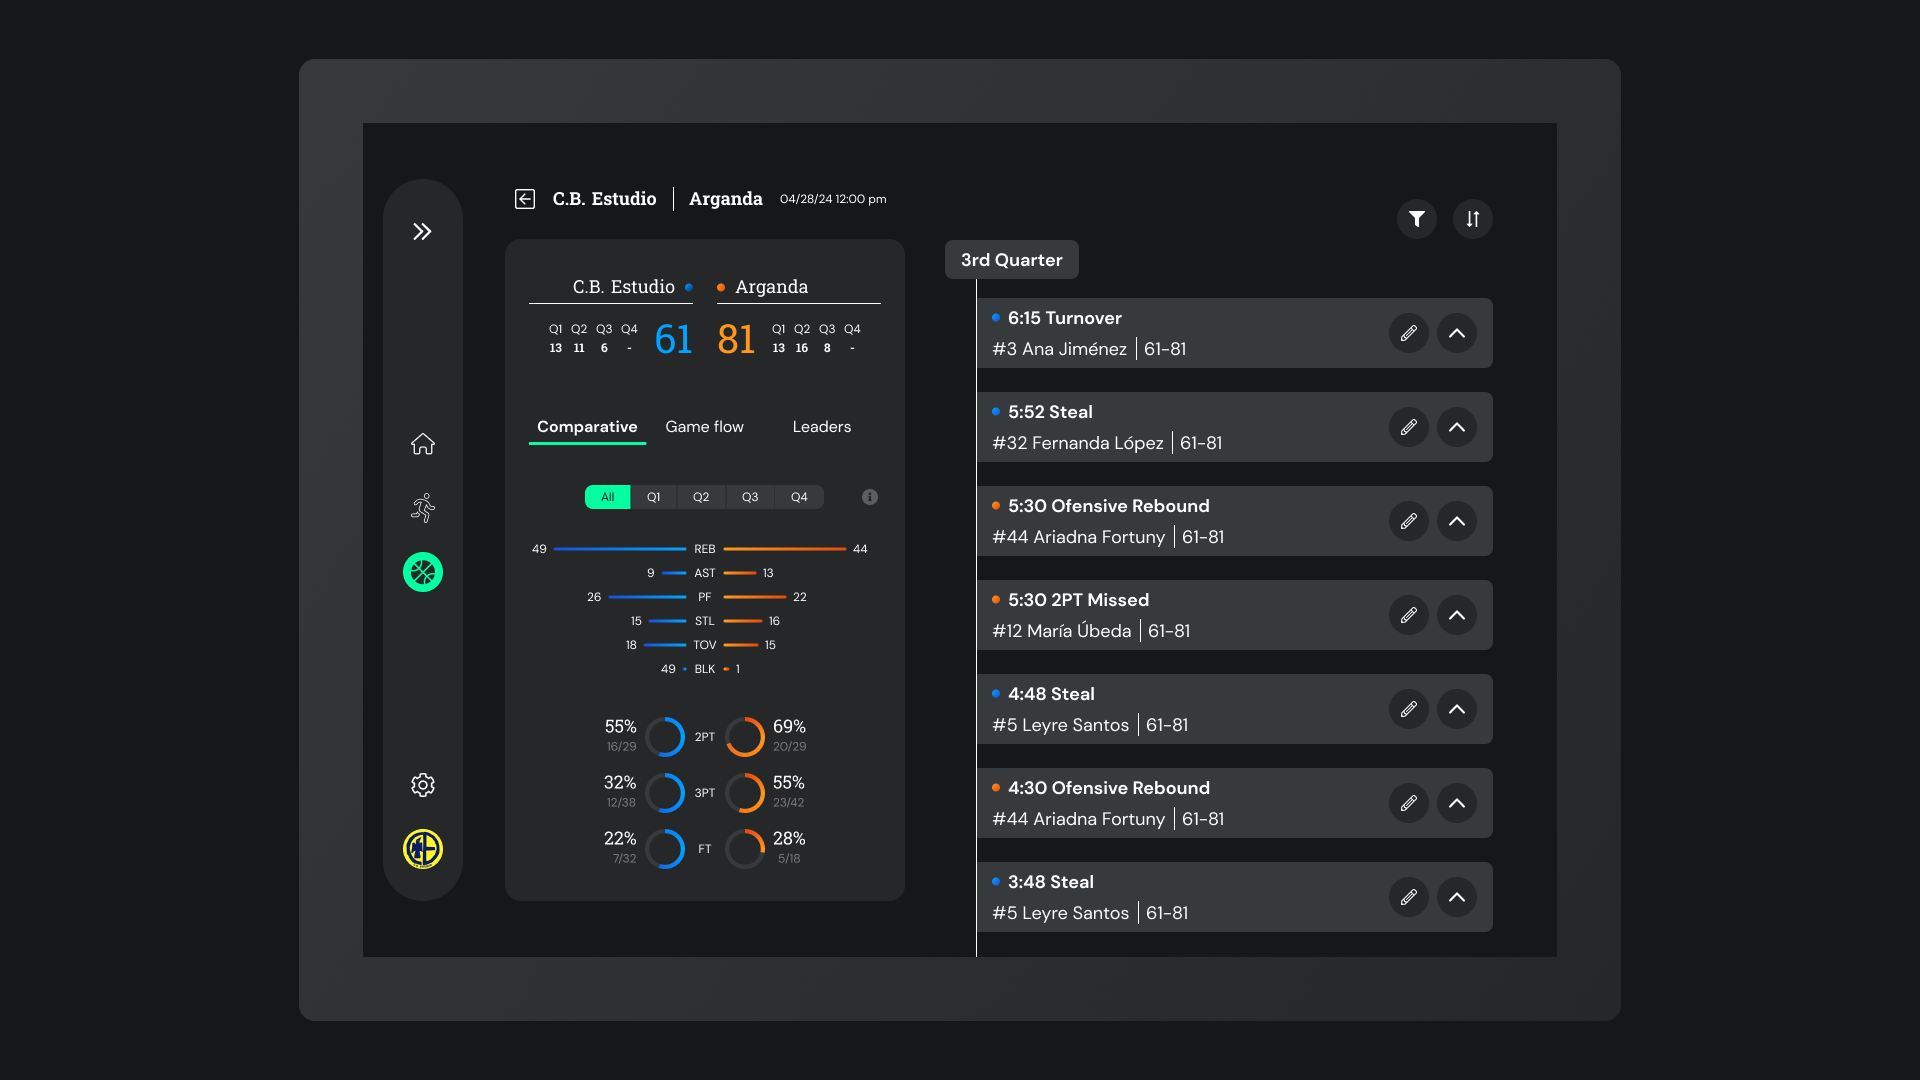 C.B. Estudio | Arganda 04/28/24 12:00 pm
C.B. Estudio
Q1 Q2 Q3 Q4
13 11 6 -
61
Arganda
81
Q1 Q2 Q3 Q4
13 16 8 -
Comparative Game flow Leaders
All Q1 Q2 Q3 Q4
49 REB 44
9 AST 13
26 PF 22
15 STL 16
18 TOV 15
49 BLK 1
55% 2PT 69%
16/29 20/29
32% 3PT 55%
12/38 23/42
22% FT 28%
7/32 5/18
3rd Quarter
6:15 Turnover
#3 Ana Jiménez | 61-81
5:52 Steal
#32 Fernanda López | 61-81
5:30 Ofensive Rebound
#44 Ariadna Fortuny | 61-81
5:30 2PT Missed
#12 María Úbeda | 61-81
4:48 Steal
#5 Leyre Santos | 61-81
4:30 Ofensive Rebound
#44 Ariadna Fortuny | 61-81
3:48 Steal
#5 Leyre Santos | 61-81